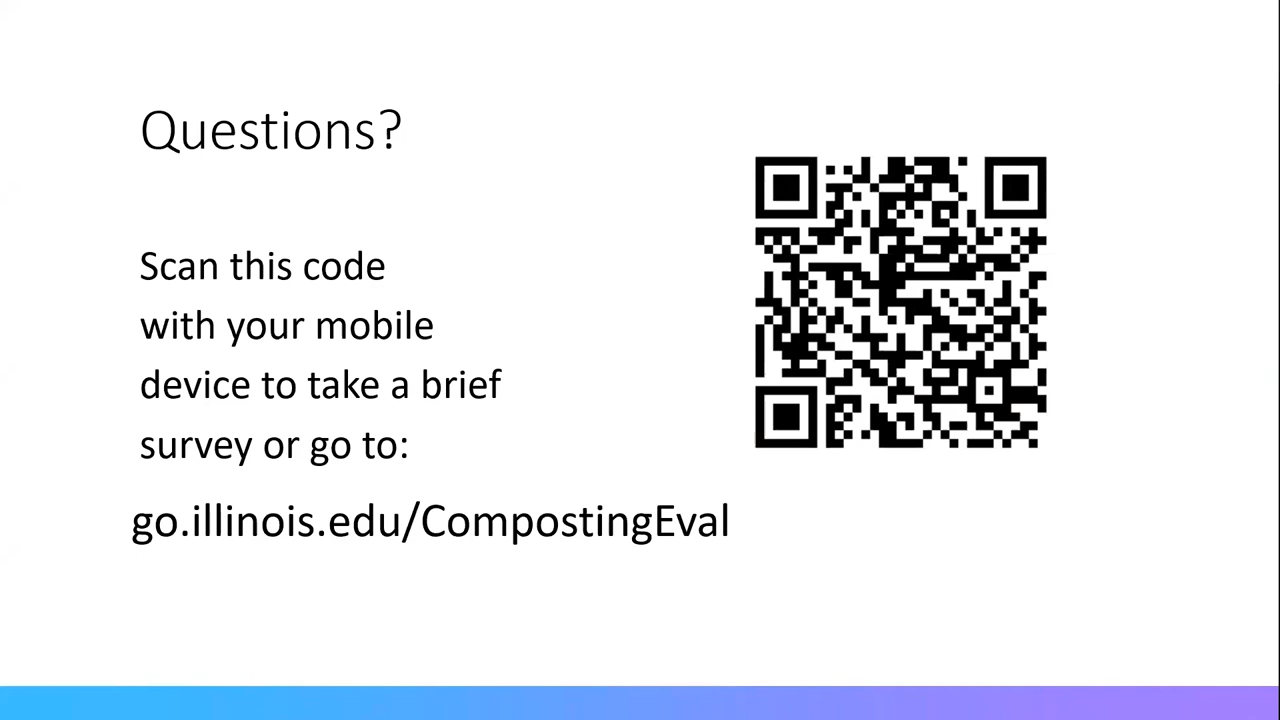 Questions?
Scan this code
with your mobile
device to take a brief
survey or go to:
go.illinois.edu/CompostingEval